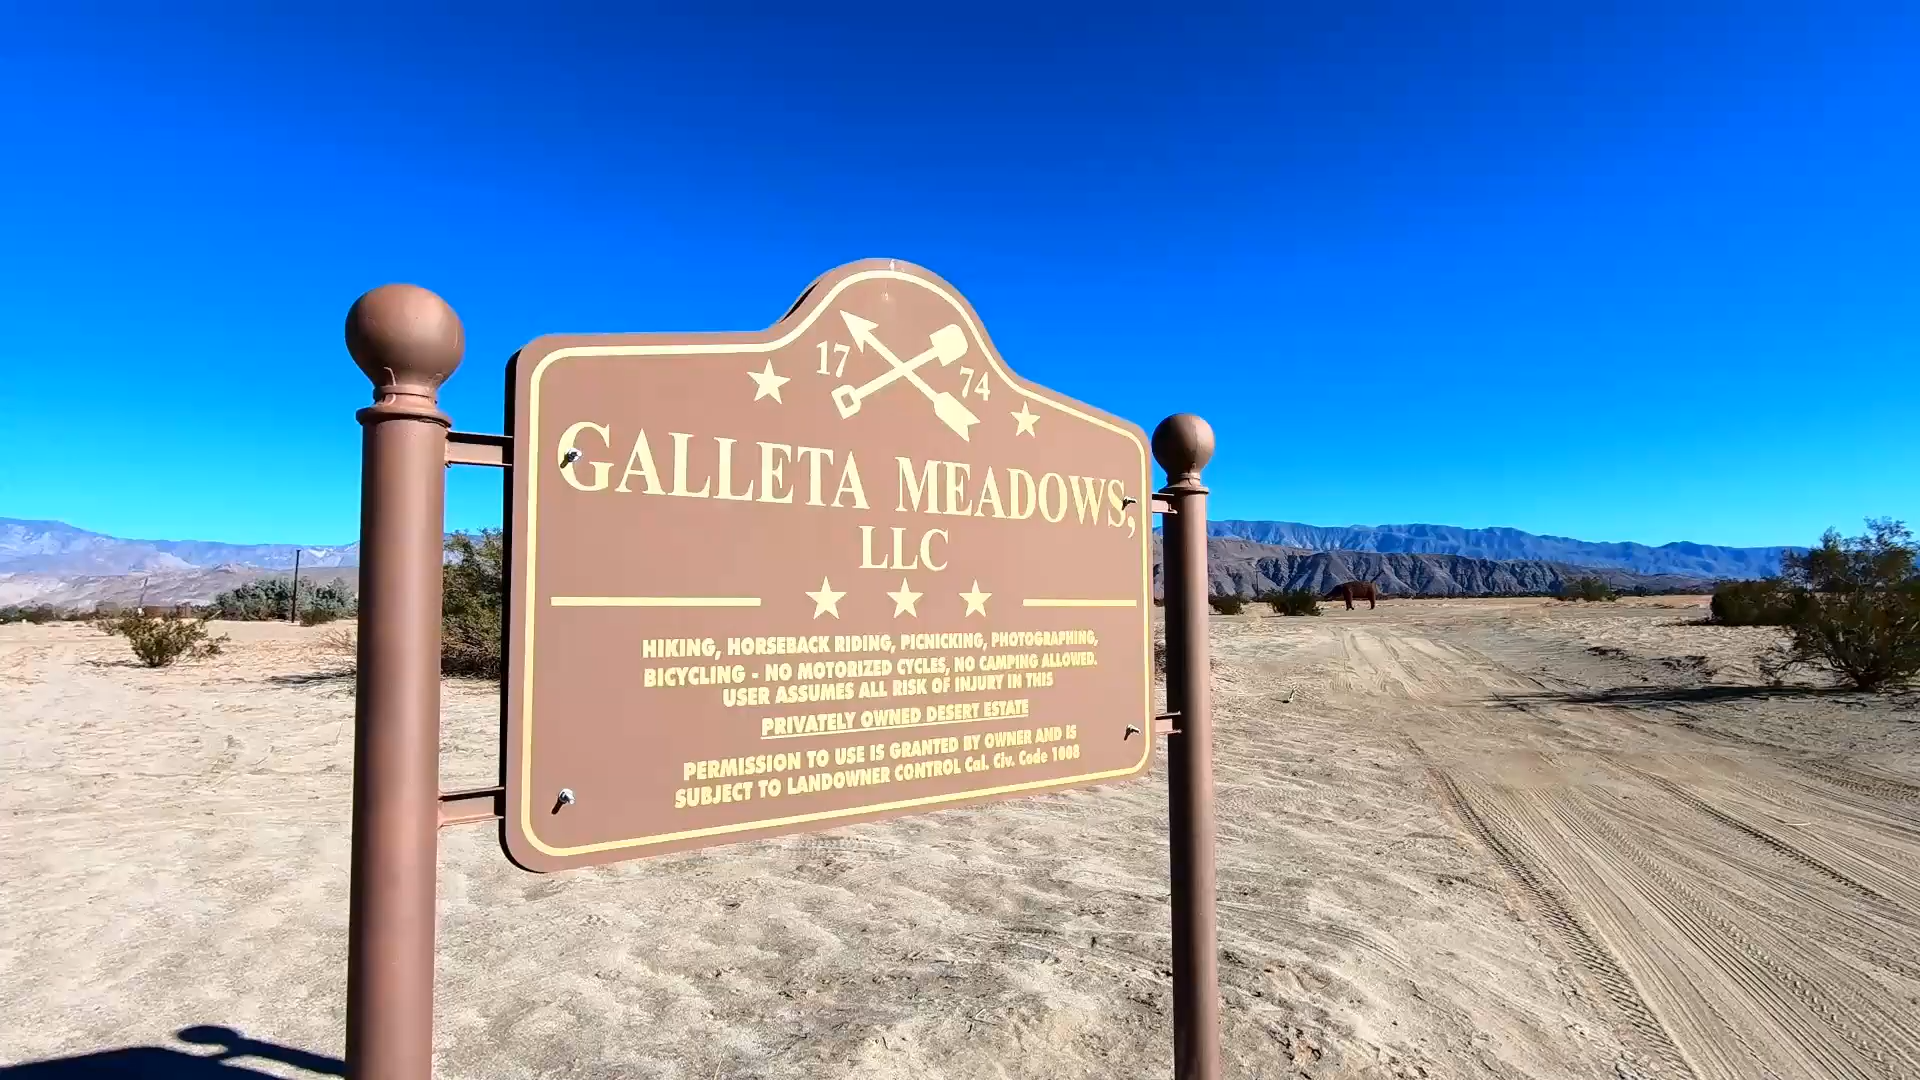 17 74
GALLETA MEADOWS,
LLC
HIKING, HORSEBACK RIDING, PICNICKING, PHOTOGRAPHING,
BICYCLING - NO MOTORIZED CYCLES, NO CAMPING ALLOWED.
USER ASSUMES ALL RISK OF INJURY IN THIS
PRIVATELY OWNED DESERT ESTATE
PERMISSION TO USE IS GRANTED BY OWNER AND IS
SUBJECT TO LANDOWNER CONTROL Cal. Civ. Code 1008